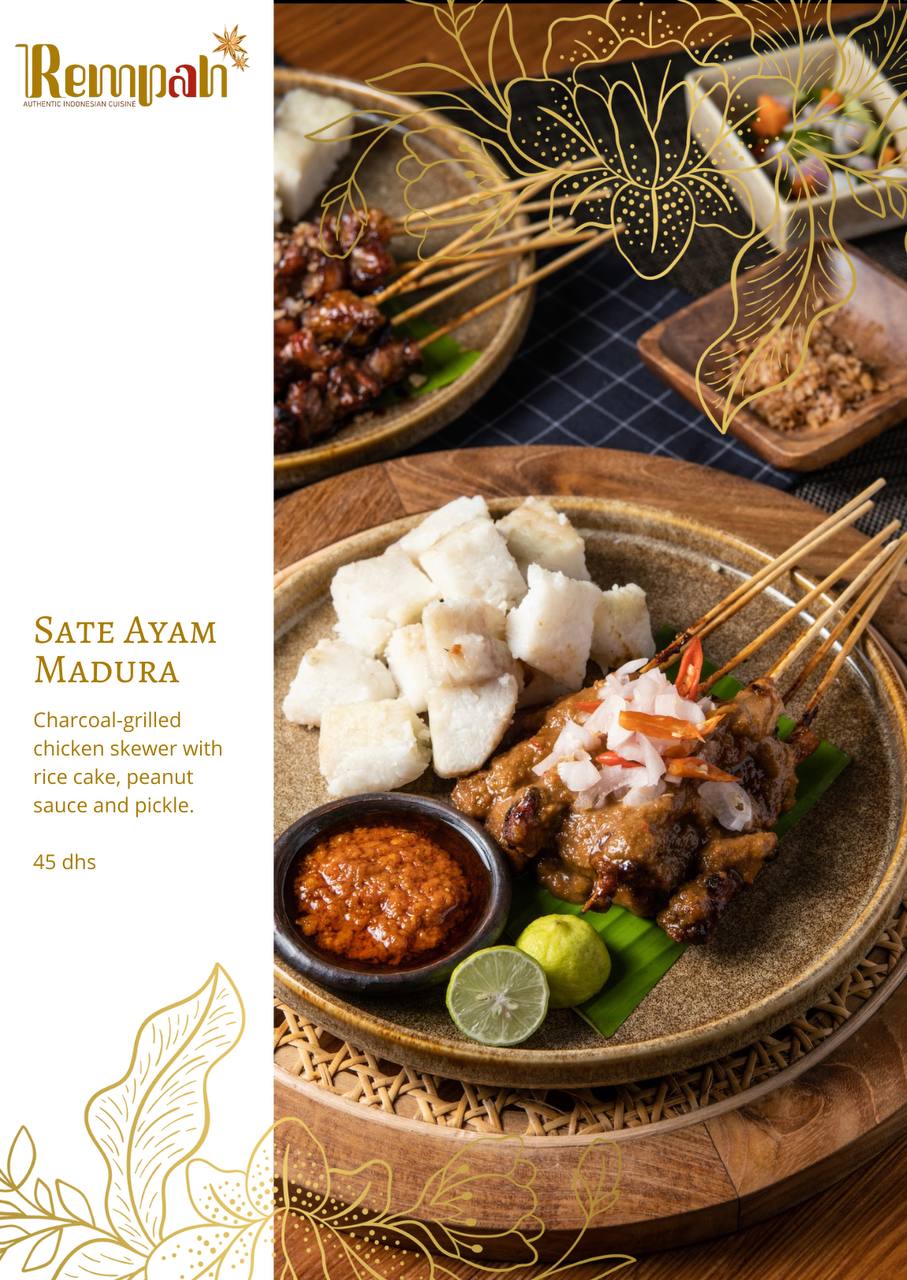 Rempah
AUTHENTIC INDONESIAN CUISINE
Sate Ayam
Madura
Charcoal-grilled
chicken skewer with
rice cake, peanut
sauce and pickle.
45 dhs